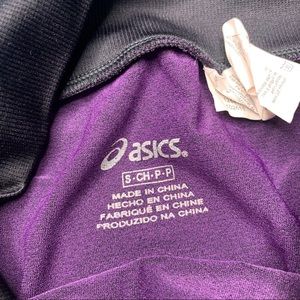 asics®
S·CH·P·P
MADE IN CHINA
HECHO EN CHINA
FABRIQUÉ EN CHINE
PRODUZIDO NA CHINA